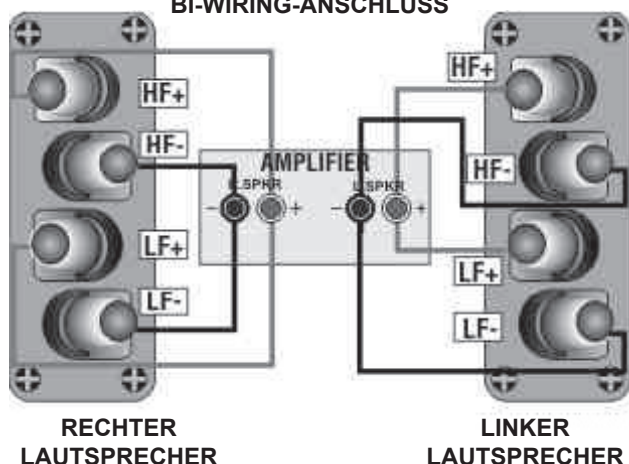 BI-WIRING-ANSCHLUSS
HF+
HF-
LF+
LF-
AMPLIFIER
R.SPKR L.SPKR
- + - +
HF+
HF-
LF+
LF-
RECHTER
LAUTSPRECHER
LINKER
LAUTSPRECHER